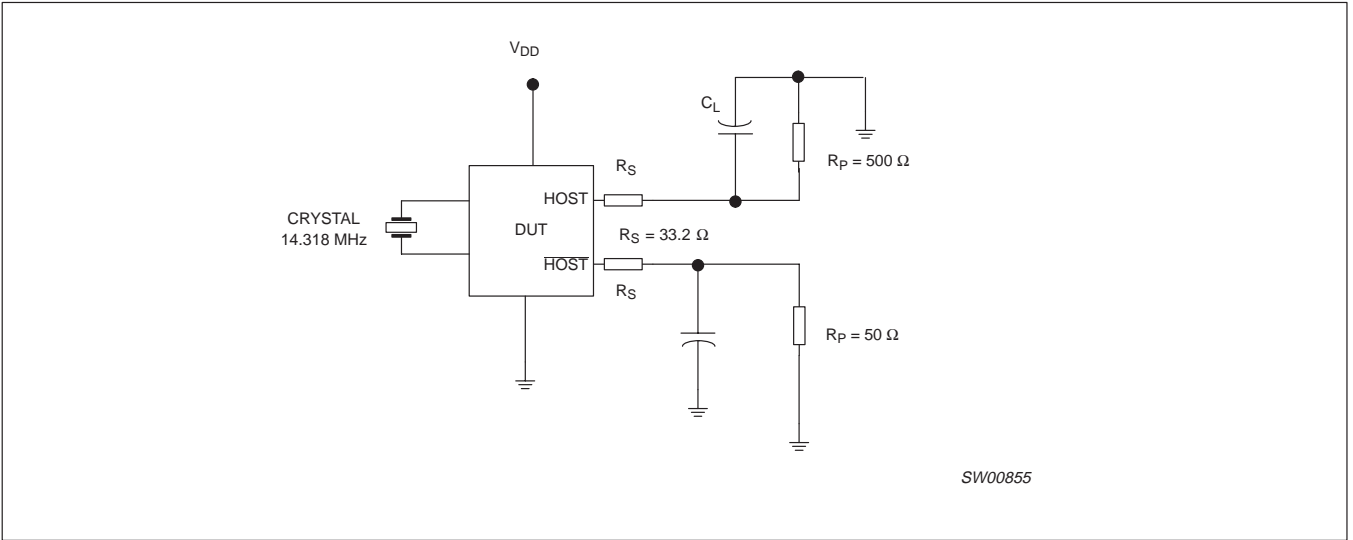 VDD
CL
RP = 500 Ω
RS
HOST
CRYSTAL
14.318 MHz
DUT
RS = 33.2 Ω
HOST
RS
RP = 50 Ω
SW00855